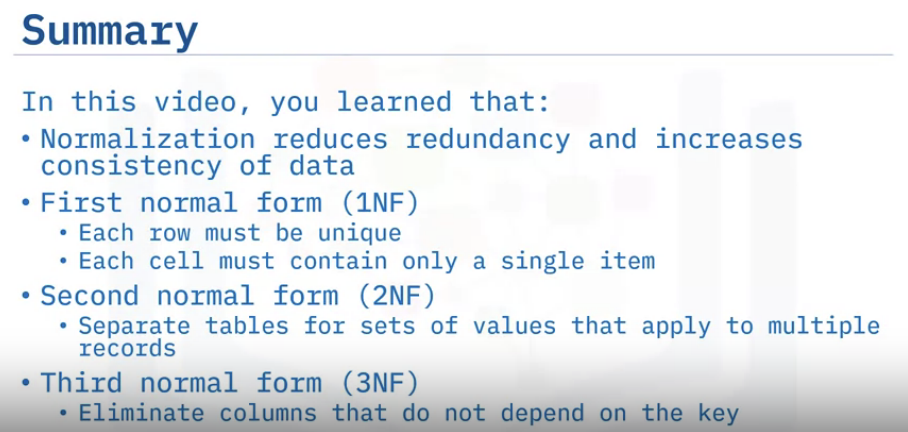 Summary
In this video, you learned that:
• Normalization reduces redundancy and increases
consistency of data
• First normal form (1NF)
• Each row must be unique
• Each cell must contain only a single item
• Second normal form (2NF)
• Separate tables for sets of values that apply to multiple
records
• Third normal form (3NF)
• Eliminate columns that do not depend on the key